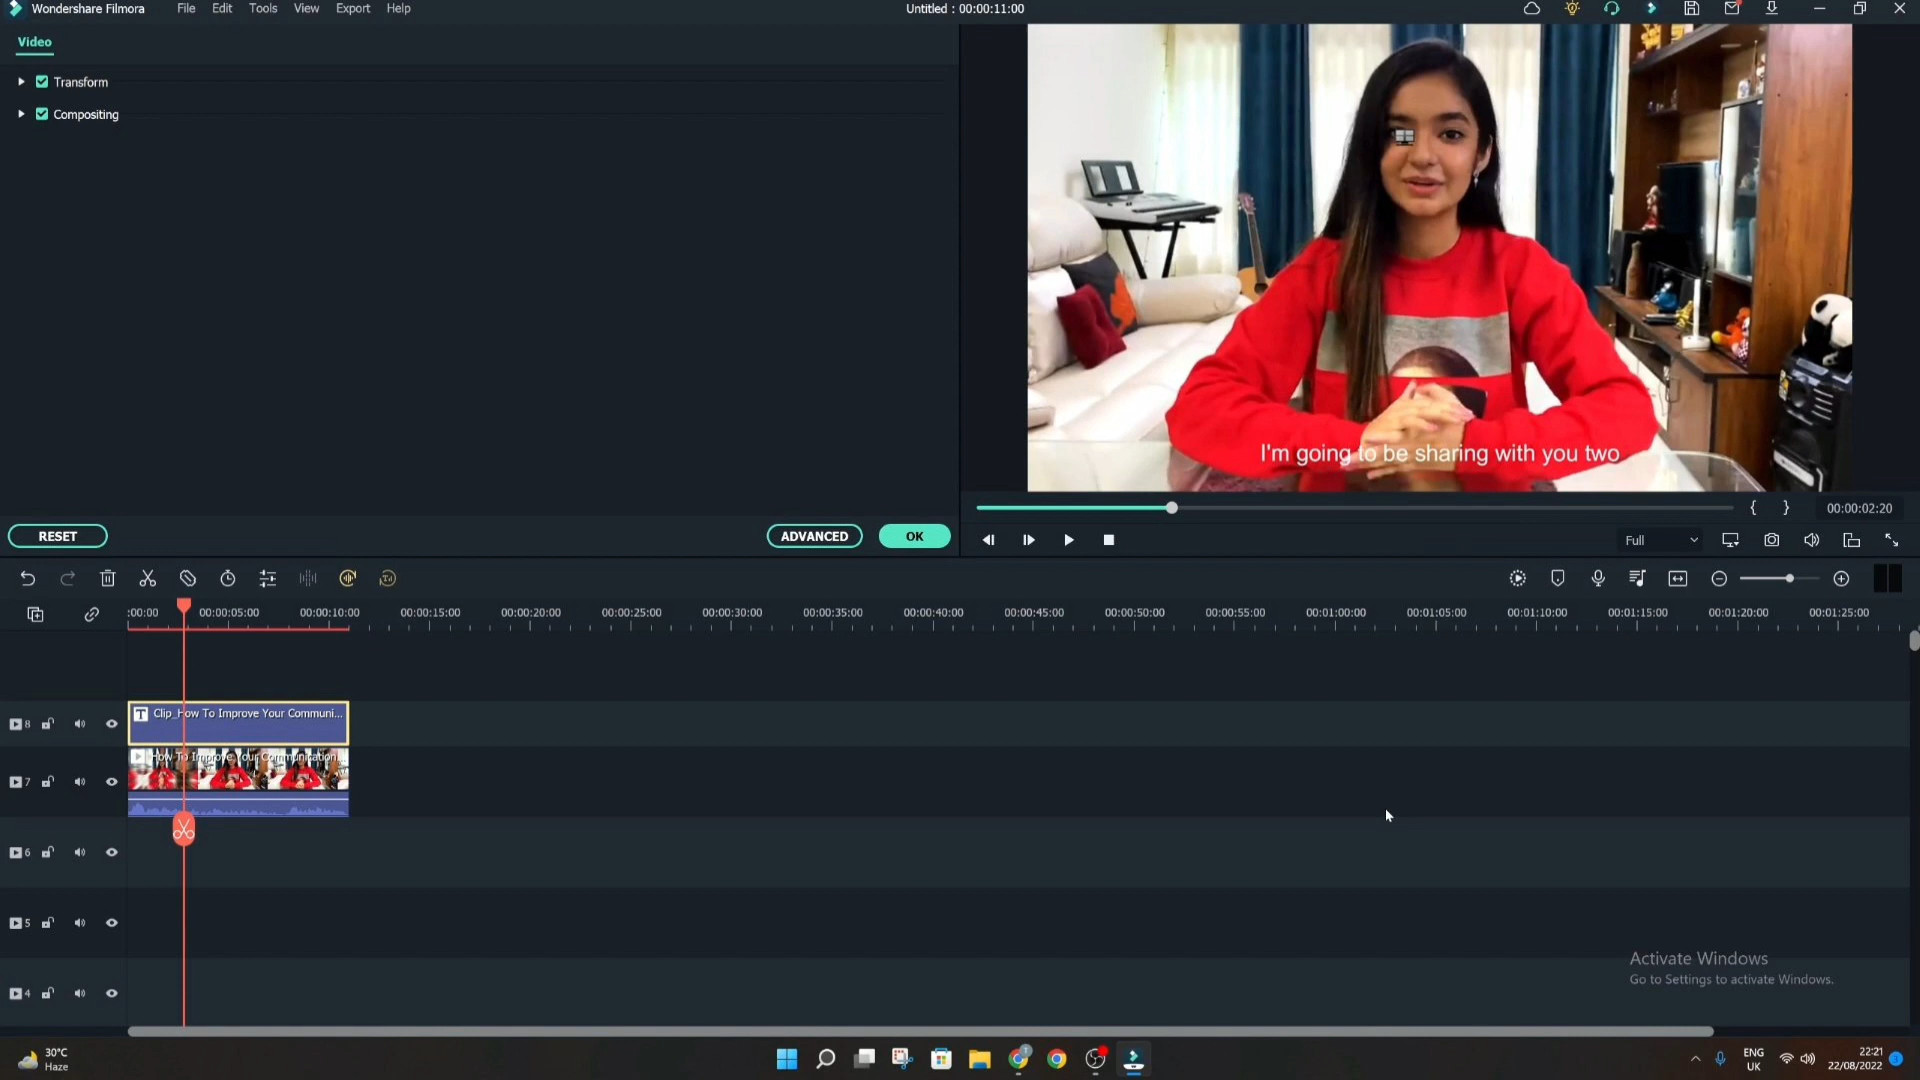 Wondershare Filmora File Edit Tools View Export Help Untitled : 00:00:11:00
Video
Transform
Compositing
I'm going to be sharing with you two
{ } 00:00:02:20
RESET ADVANCED OK
Full
:00:00 00:00:05:00 00:00:10:00 00:00:15:00 00:00:20:00 00:00:25:00 00:00:30:00 00:00:35:00 00:00:40:00 00:00:45:00 00:00:50:00 00:00:55:00 00:01:00:00 00:01:05:00 00:01:10:00 00:01:15:00 00:01:20:00 00:01:25:00
8 T Clip_How To Improve Your Communi...
How To Improve Your Communication...
7
6
5
Activate Windows
Go to Settings to activate Windows.
4
30°C
Haze
ENG
UK
22:21
22/08/2022
3